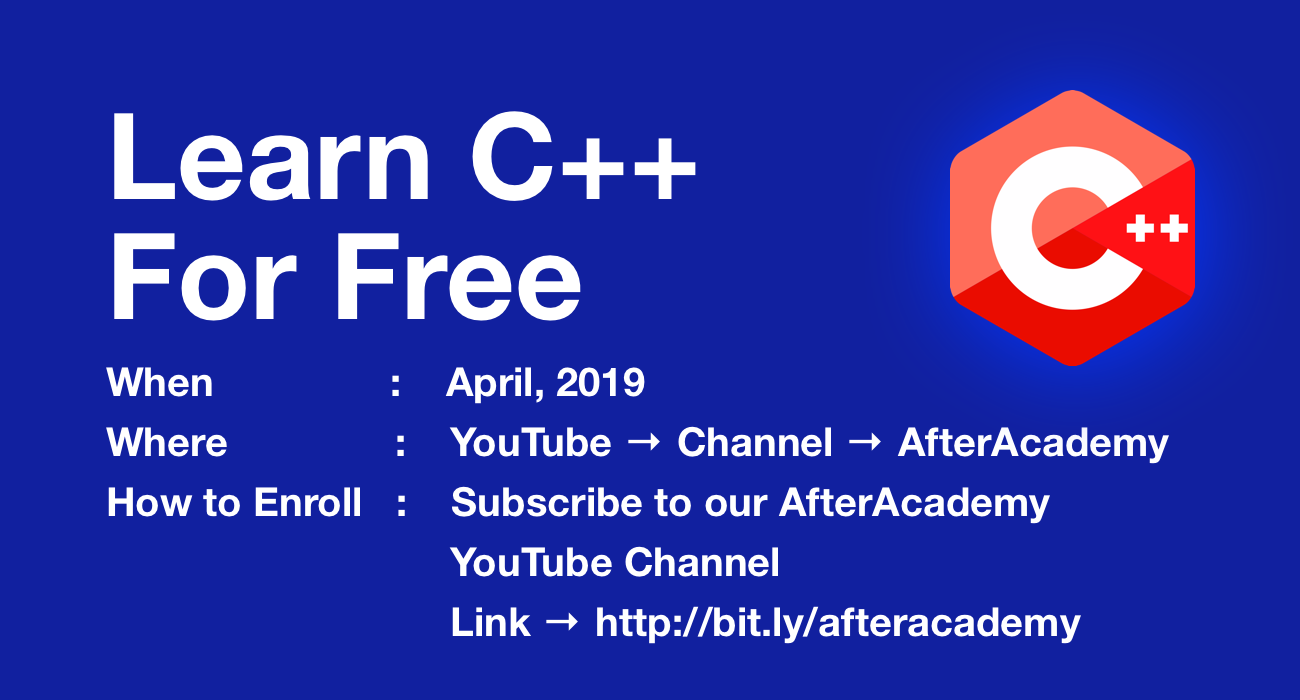 Learn C++
For Free
C++
When : April, 2019
Where : YouTube → Channel → AfterAcademy
How to Enroll : Subscribe to our AfterAcademy
YouTube Channel
Link → http://bit.ly/afteracademy